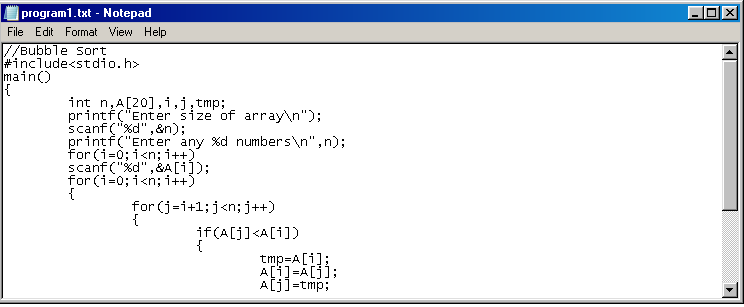 program1.txt - Notepad
File Edit Format View Help
//Bubble Sort
#include<stdio.h>
main()
{
int n,A[20],i,j,tmp;
printf("Enter size of array\n");
scanf("%d",&n);
printf("Enter any %d numbers\n",n);
for(i=0;i<n;i++)
scanf("%d",&A[i]);
for(i=0;i<n;i++)
{
for(j=i+1;j<n;j++)
{
if(A[j]<A[i])
{
tmp=A[i];
A[i]=A[j];
A[j]=tmp;